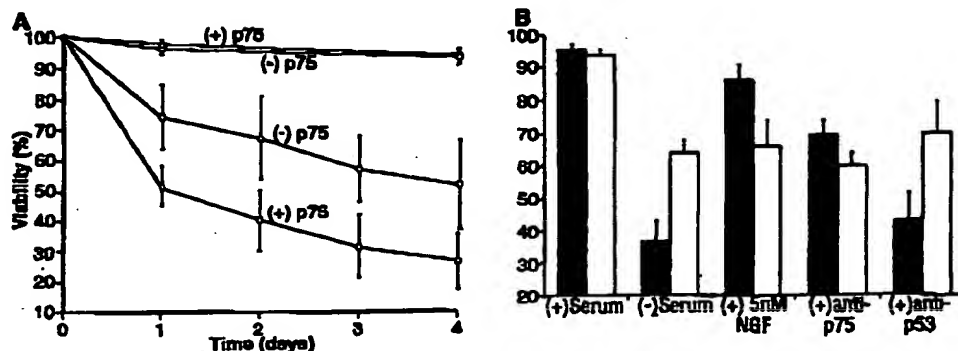 A
(+) p75
(-) p75
(-) p75
(+) p75
Viability (%)
100
90
80
70
60
50
40
30
20
10
0
1
2
3
4
Time (days)
B
100
90
80
70
60
50
40
30
20
(+)Serum
(-)Serum
(+) 5nM
NGF
(+)anti-
p75
(+)anti-
p53